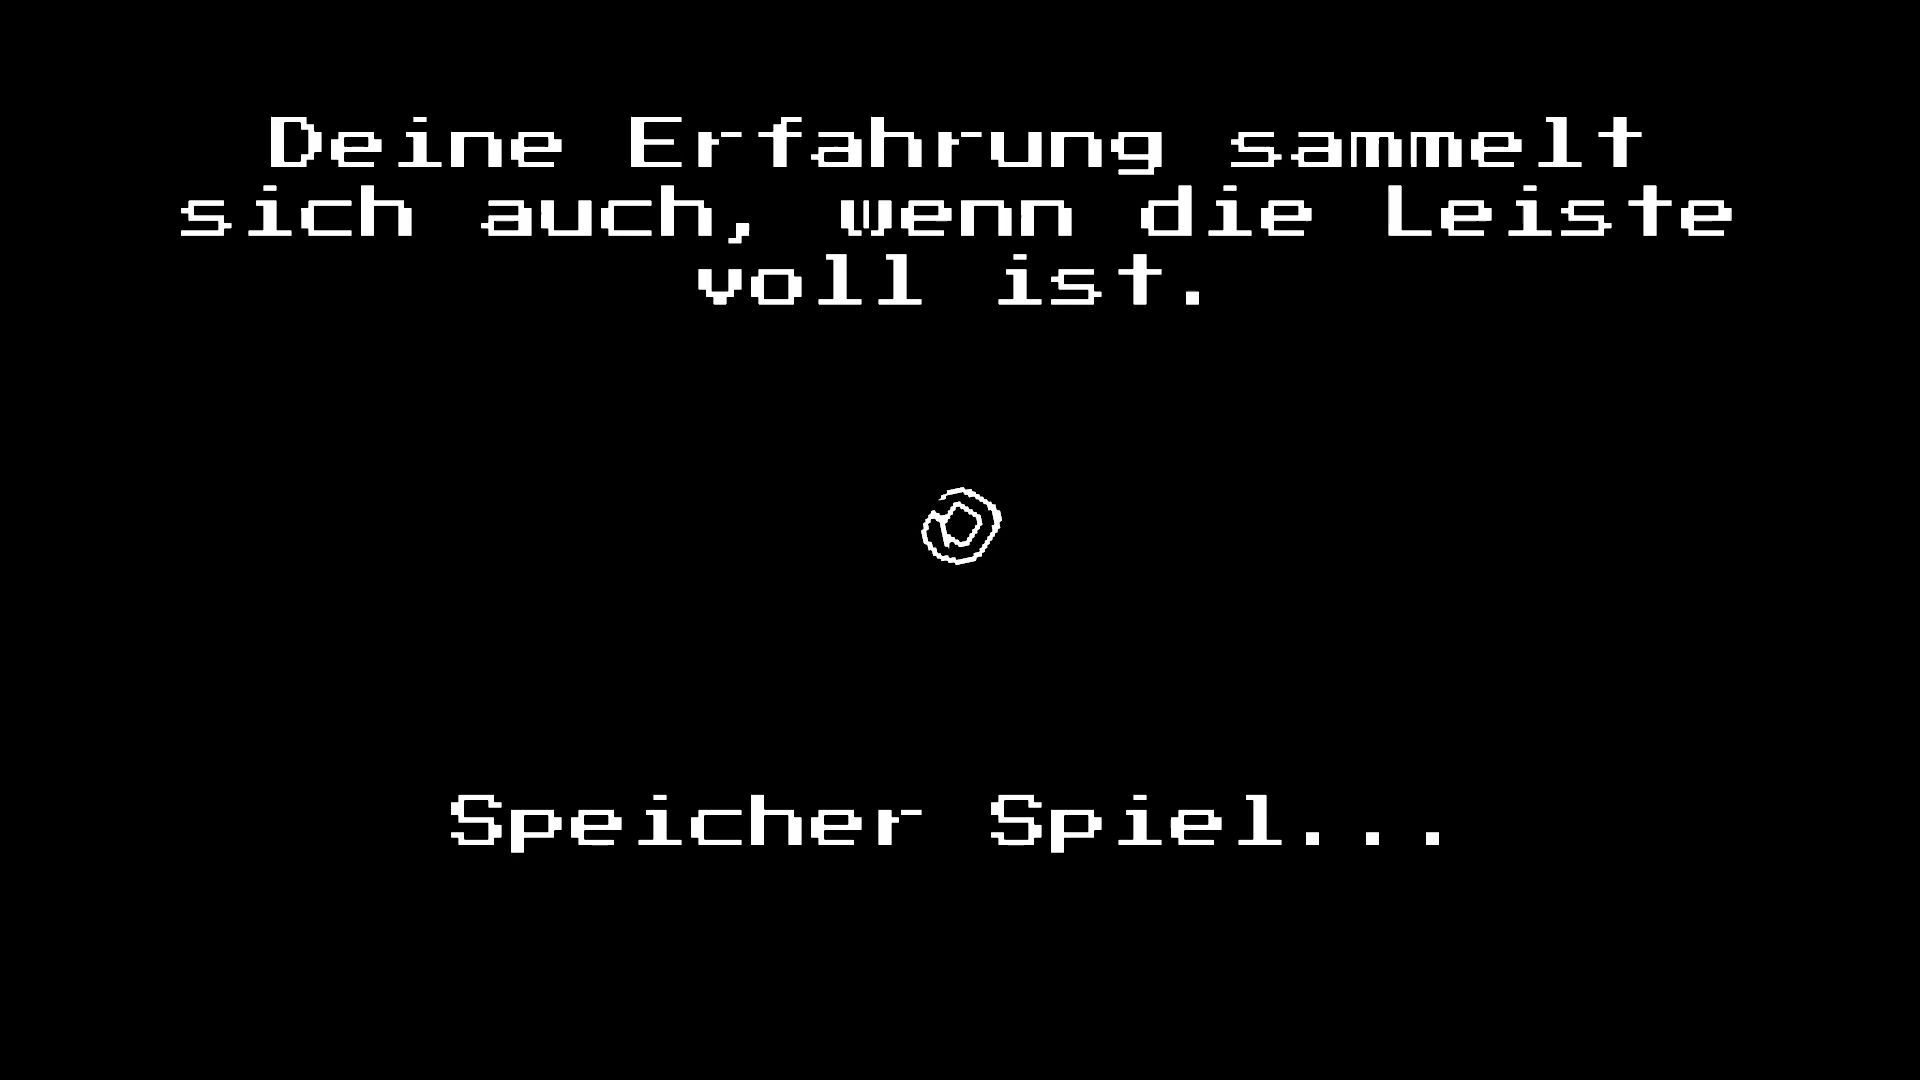 Deine Erfahrung sammelt
sich auch, wenn die Leiste
voll ist.
Speicher Spiel...